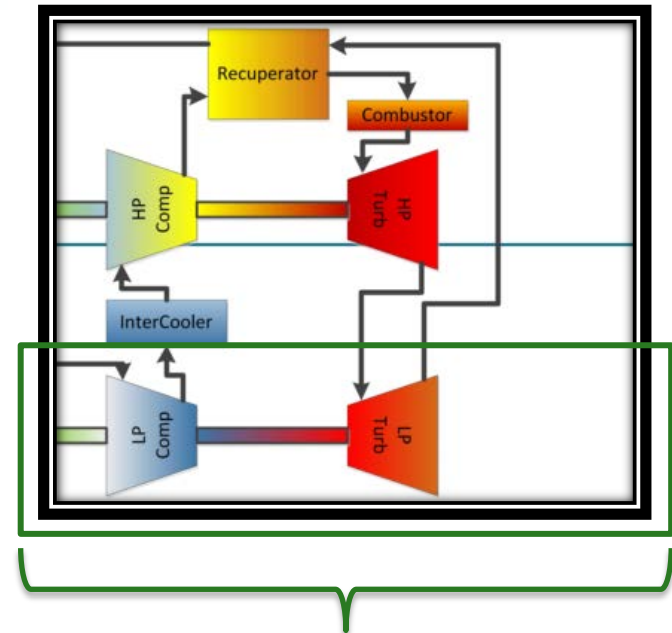 Recuperator
Combustor
HP
Comp
HP
Turb
InterCooler
LP
Comp
LP
Turb